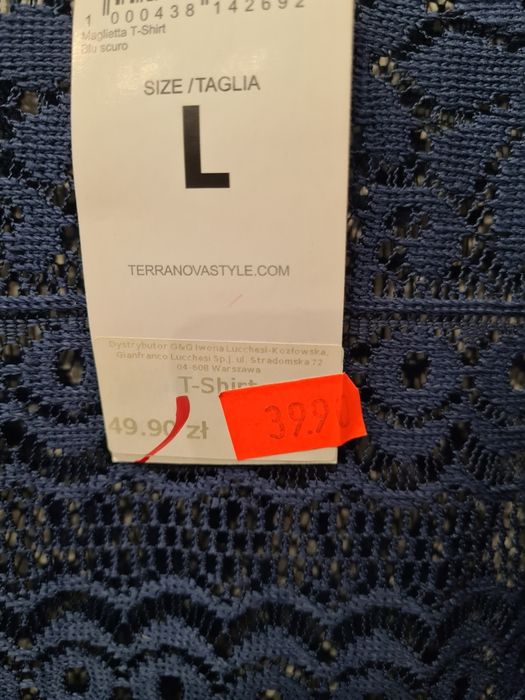 1 000438 142692
Maglietta T-Shirt
Blu scuro
SIZE /TAGLIA
L
TERRANOVASTYLE.COM
Dystrybutor G&G Iwona Lucchesi-Kozłowska,
Gianfranco Lucchesi Sp.j. ul. Stradomska 72
04-508 Warszawa
T-Shirt
49.90 zł
39.90